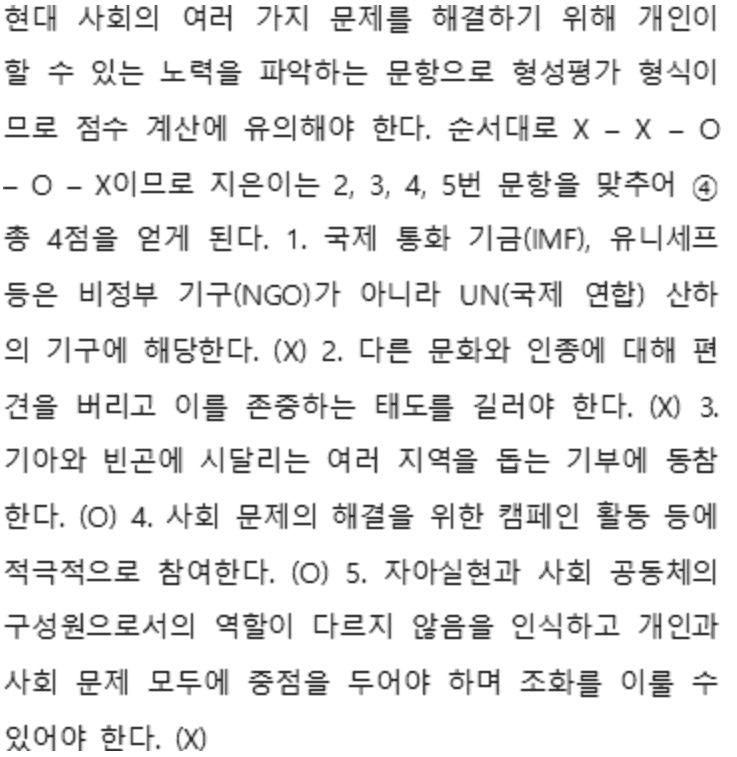 현대 사회의 여러 가지 문제를 해결하기 위해 개인이
할 수 있는 노력을 파악하는 문항으로 형성평가 형식이
므로 점수 계산에 유의해야 한다. 순서대로 X – X – O
– O – X이므로 지은이는 2, 3, 4, 5번 문항을 맞추어 ④
총 4점을 얻게 된다. 1. 국제 통화 기금(IMF), 유니세프
등은 비정부 기구(NGO)가 아니라 UN(국제 연합) 산하
의 기구에 해당한다. (X) 2. 다른 문화와 인종에 대해 편
견을 버리고 이를 존중하는 태도를 길러야 한다. (X) 3.
기아와 빈곤에 시달리는 여러 지역을 돕는 기부에 동참
한다. (O) 4. 사회 문제의 해결을 위한 캠페인 활동 등에
적극적으로 참여한다. (O) 5. 자아실현과 사회 공동체의
구성원으로서의 역할이 다르지 않음을 인식하고 개인과
사회 문제 모두에 중점을 두어야 하며 조화를 이룰 수
있어야 한다. (X)